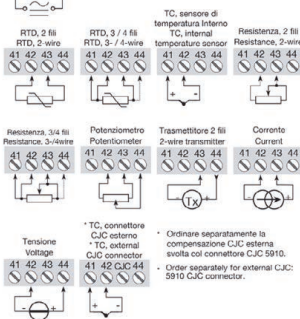 RTD, 2 fili
RTD, 2-wire
41 42 43 44
RTD, 3 / 4 fili
RTD, 3- / 4-wire
41 42 43 44
TC, sensore di
temperatura Interno
TC, internal
temperature sensor
41 42 43 44
+ -
Resistenza, 2 fili
Resistance, 2-wire
41 42 43 44
Resistenza, 3/4 fili
Resistance, 3-/4wire
41 42 43 44
Potenziometro
Potentiometer
41 42 43 44
Trasmettitore 2 fili
2-wire transmitter
41 42 43 44
- Tx +
Corrente
Current
41 42 43 44
Tensione
Voltage
41 42 43 44
- +
* TC, connettore
CJC esterno
* TC, external
CJC connector
41 42 CJC 44
+ -
* Ordinare separatamente la
compensazione CJC esterna
svolta col connettore CJC 5910.
- Order separately for external CJC:
5910 CJC connector.